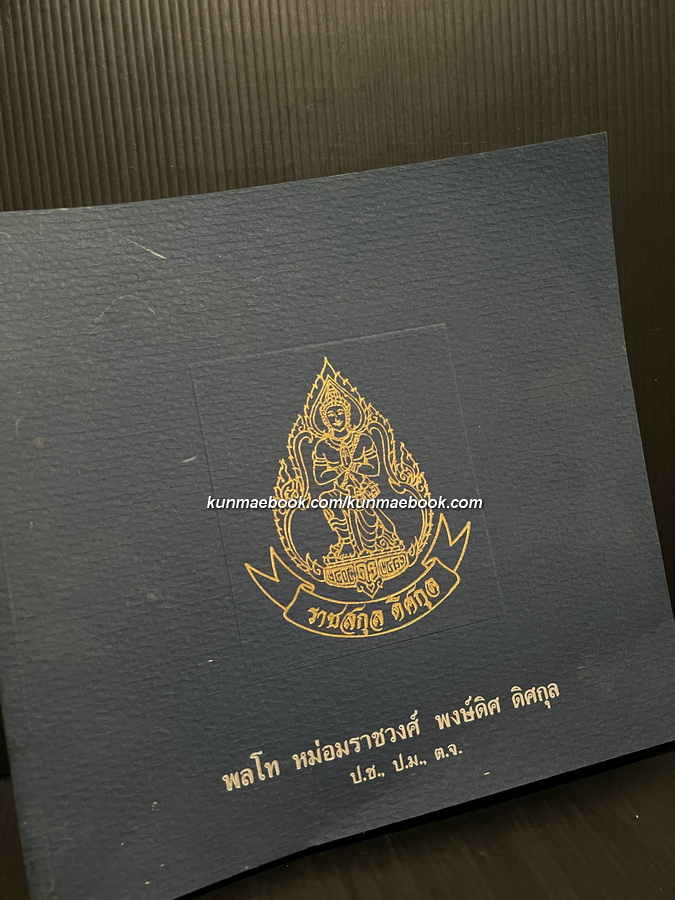 kunmaebook.com/kunmaebook.com
ราชสกุล ดิศกุล
พลโท หม่อมราชวงศ์ พงษ์ดิศ ดิศกุล
ป.ช., ป.ม., ต.จ.